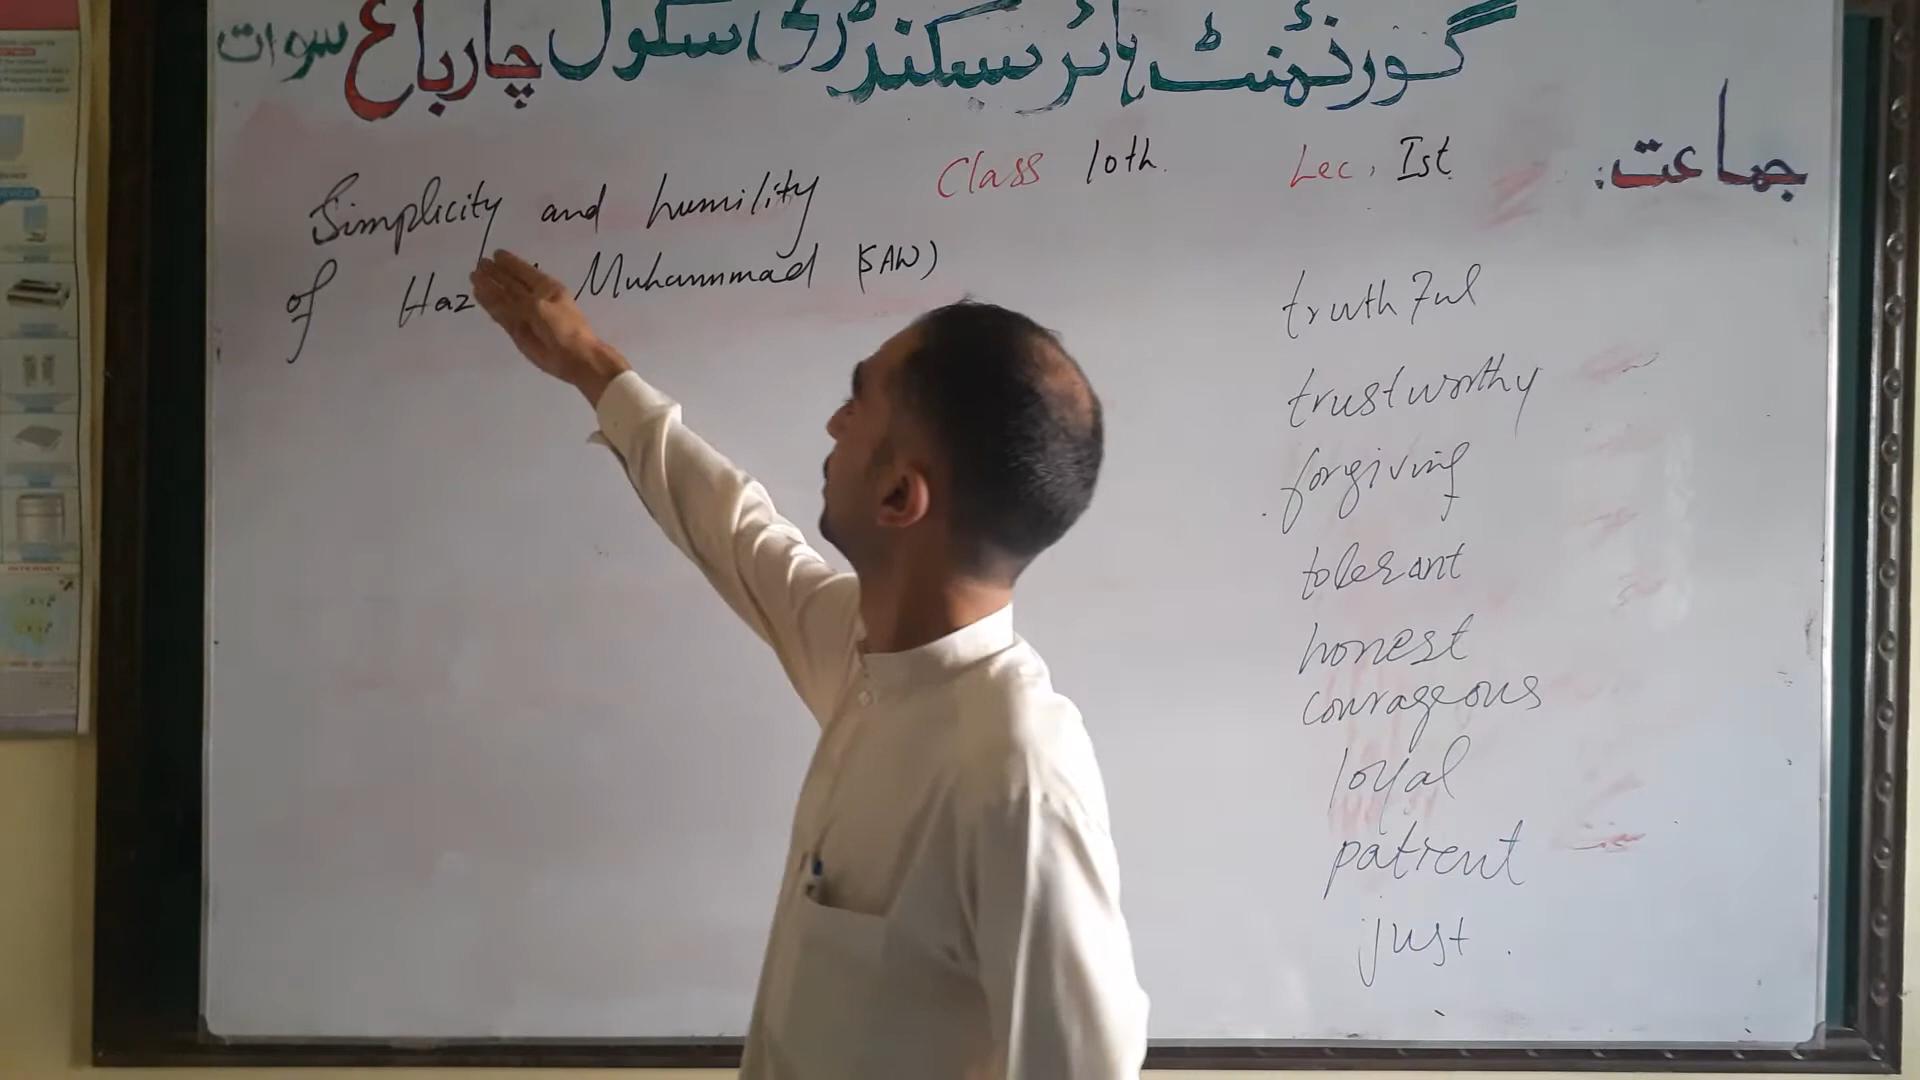 گورنمنٹ ہائر سیکنڈری سکول چارباغ سوات
جماعت:
Class 10th. Lec. Ist
Simplicity and humility
of Muhammad (SAW)
truthful
trustworthy
forgiving
tolerant
honest
courageous
loyal
patient
just.
INTERNET